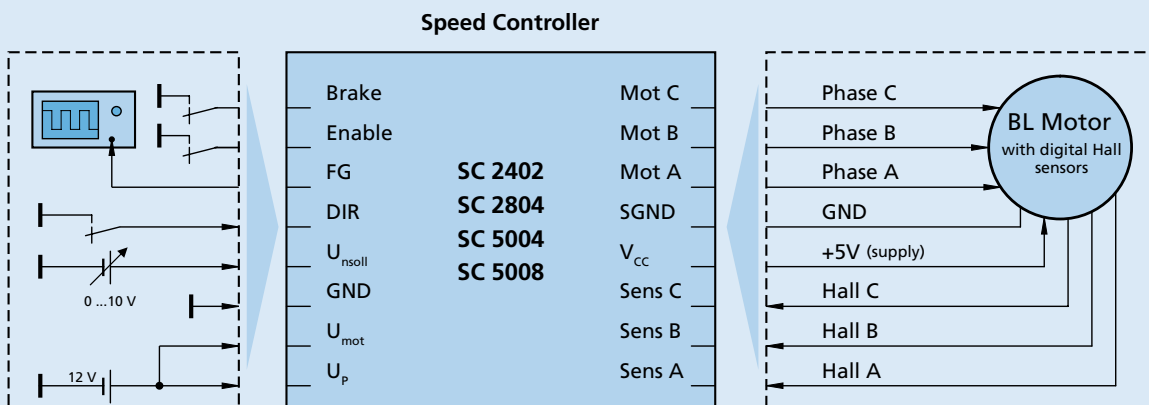 Speed Controller
0 ...10 V
12 V
Brake
Enable
FG
DIR
Unsoll
GND
Umot
UP
SC 2402
SC 2804
SC 5004
SC 5008
Mot C
Mot B
Mot A
SGND
VCC
Sens C
Sens B
Sens A
Phase C
Phase B
Phase A
GND
+5V (supply)
Hall C
Hall B
Hall A
BL Motor
with digital Hall
sensors